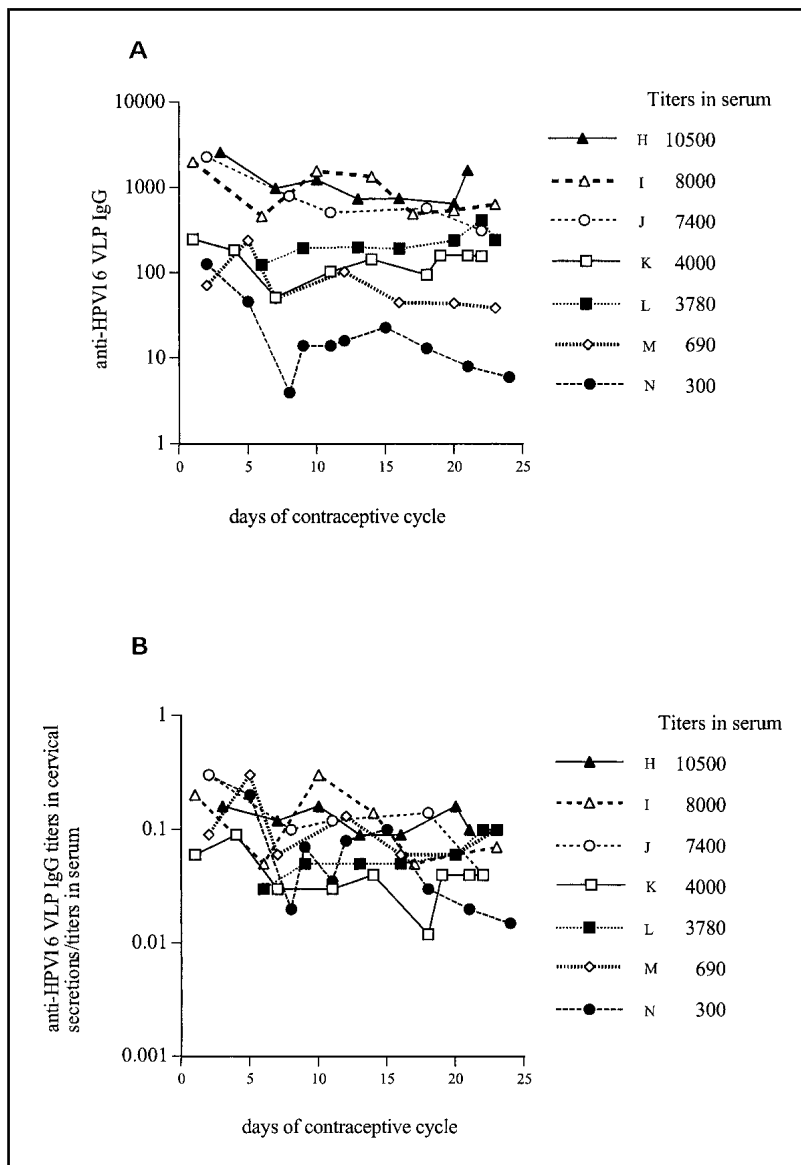 A
10000
1000
100
10
1
anti-HPV16 VLP IgG
0 5 10 15 20 25
days of contraceptive cycle
Titers in serum
H 10500
I 8000
J 7400
K 4000
L 3780
M 690
N 300
B
1
0.1
0.01
0.001
anti-HPV16 VLP IgG titers in cervical
secretions/titers in serum
0 5 10 15 20 25
days of contraceptive cycle
Titers in serum
H 10500
I 8000
J 7400
K 4000
L 3780
M 690
N 300